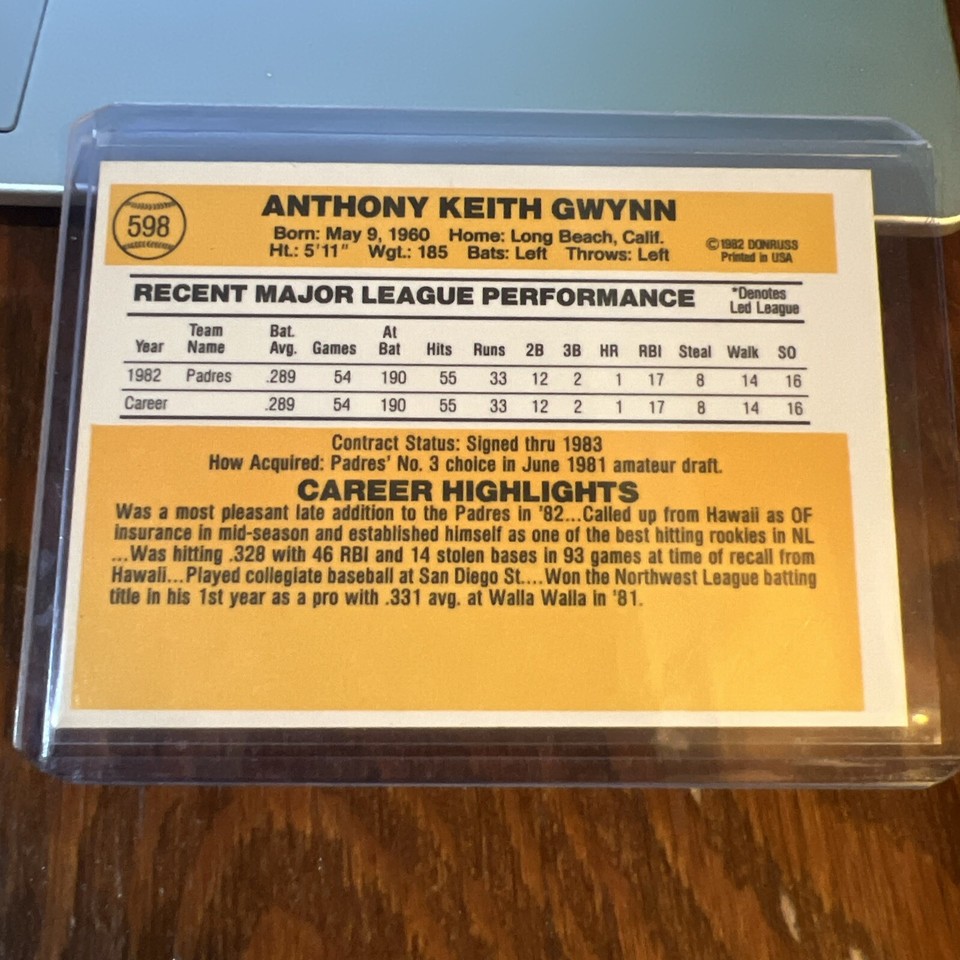 598
ANTHONY KEITH GWYNN
Born: May 9, 1960 Home: Long Beach, Calif.
Ht.: 5'11" Wgt.: 185 Bats: Left Throws: Left
©1982 DONRUSS
Printed in USA
RECENT MAJOR LEAGUE PERFORMANCE
*Denotes
Led League
Year Team Name Bat. Avg. Games At Bat Hits Runs 2B 3B HR RBI Steal Walk SO
1982 Padres .289 54 190 55 33 12 2 1 17 8 14 16
Career .289 54 190 55 33 12 2 1 17 8 14 16
Contract Status: Signed thru 1983
How Acquired: Padres' No. 3 choice in June 1981 amateur draft.
CAREER HIGHLIGHTS
Was a most pleasant late addition to the Padres in '82...Called up from Hawaii as OF
insurance in mid-season and established himself as one of the best hitting rookies in NL
...Was hitting .328 with 46 RBI and 14 stolen bases in 93 games at time of recall from
Hawaii...Played collegiate baseball at San Diego St....Won the Northwest League batting
title in his 1st year as a pro with .331 avg. at Walla Walla in '81.